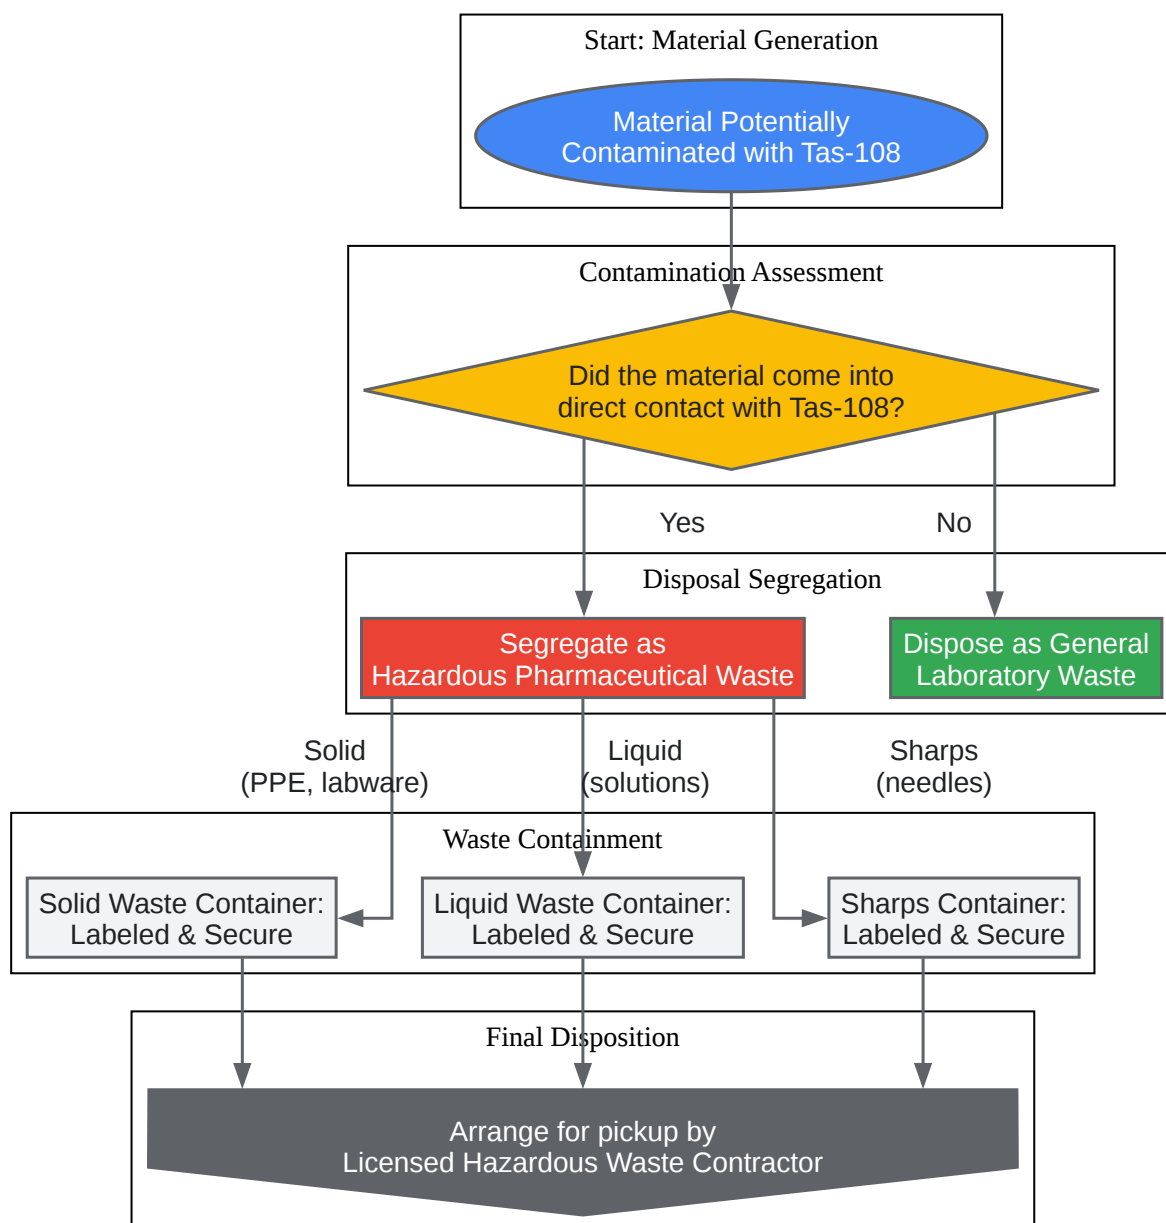 Start: Material Generation
Material Potentially
Contaminated with Tas-108
Contamination Assessment
Did the material come into
direct contact with Tas-108?
Yes
No
Disposal Segregation
Segregate as
Hazardous Pharmaceutical Waste
Dispose as General
Laboratory Waste
Solid
(PPE, labware)
Liquid
(solutions)
Sharps
(needles)
Waste Containment
Solid Waste Container:
Labeled & Secure
Liquid Waste Container:
Labeled & Secure
Sharps Container:
Labeled & Secure
Final Disposition
Arrange for pickup by
Licensed Hazardous Waste Contractor